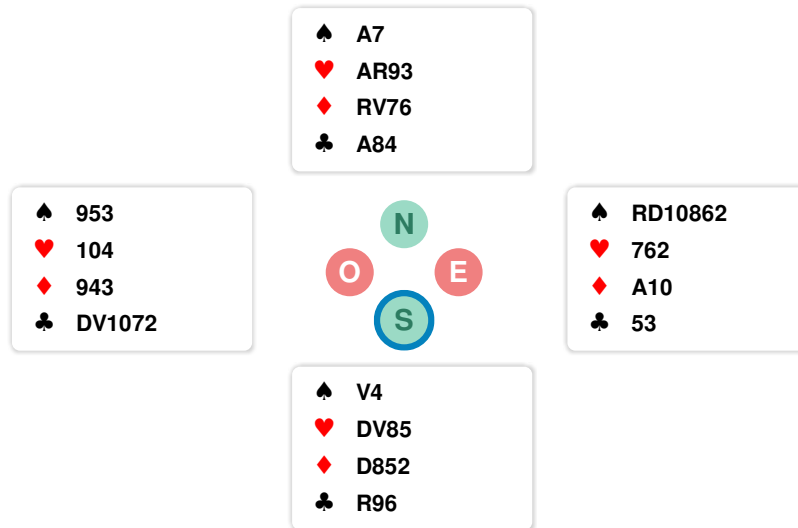 ♠ A7
♥ AR93
♦ RV76
♣ A84
♠ 953
♥ 104
♦ 943
♣ DV1072
N
O
E
S
♠ RD10862
♥ 762
♦ A10
♣ 53
♠ V4
♥ DV85
♦ D852
♣ R96